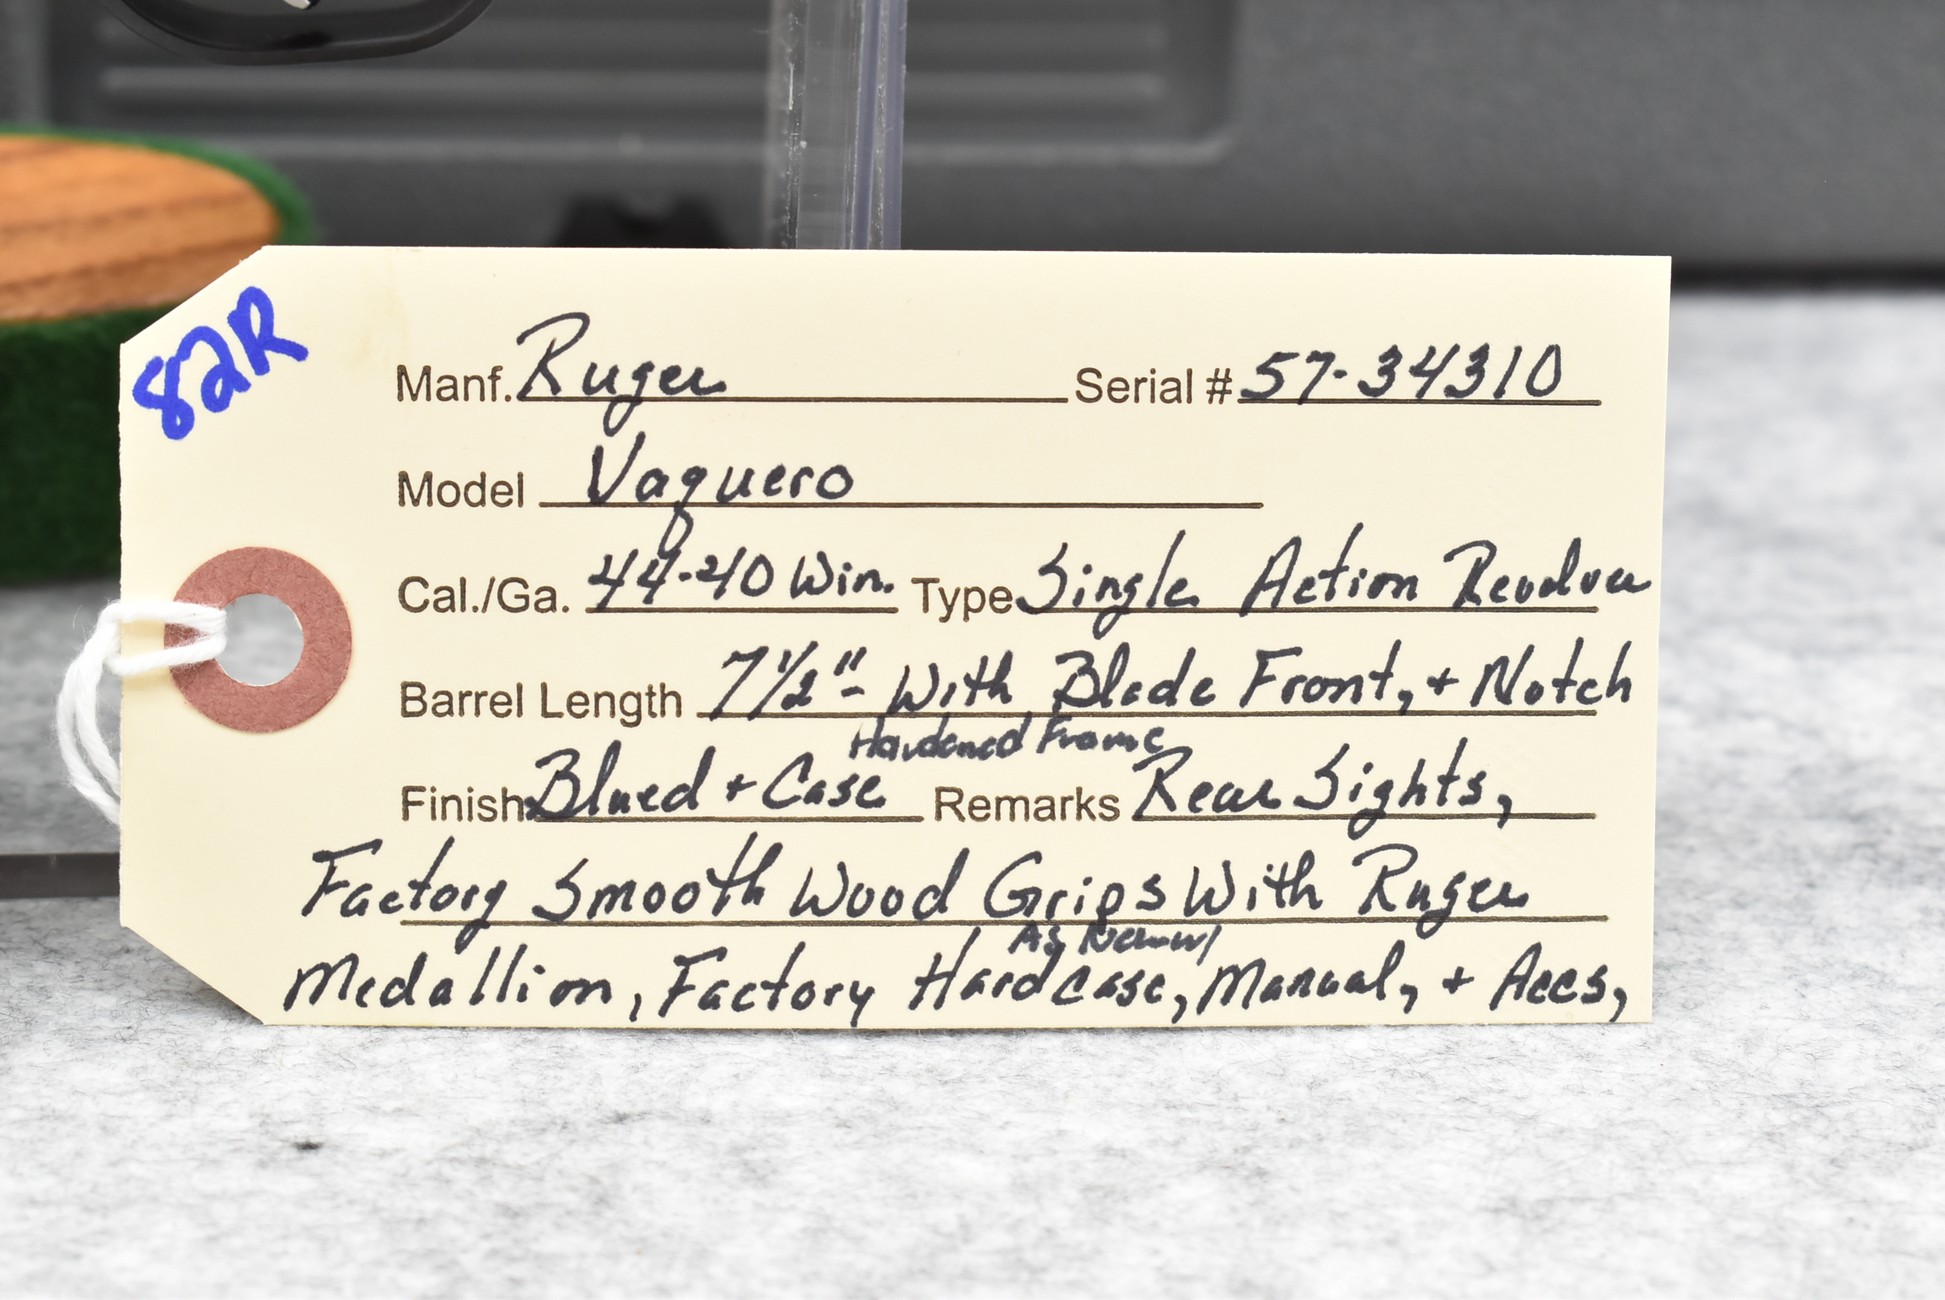 82R
Manf. Ruger Serial # 57-34310
Model Vaquero
Cal./Ga. 44-40 Win. Type Single Action Revolver
Barrel Length 7½"- With Blade Front, + Notch
Hardened Frame
Finish Blued + Case Remarks Rear Sights,
Factory Smooth Wood Grips With Ruger
As New w/
Medallion, Factory Hardcase, Manual, + Accs,